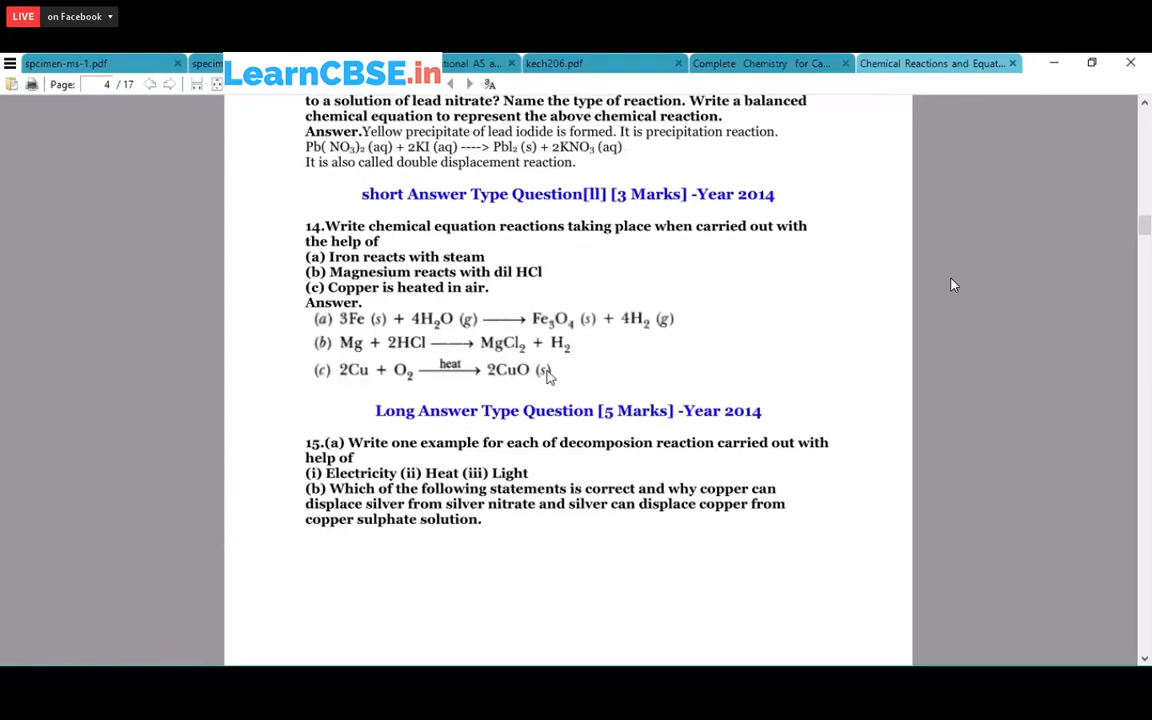 LIVE on Facebook
spcimen-ms-1.pdf specim tional AS a... kech206.pdf Complete Chemistry for Ca... Chemical Reactions and Equat...
LearnCBSE.in
Page: 4 / 17
to a solution of lead nitrate? Name the type of reaction. Write a balanced
chemical equation to represent the above chemical reaction.
Answer.Yellow precipitate of lead iodide is formed. It is precipitation reaction.
Pb( NO₃)₂ (aq) + 2KI (aq) ----> Pbl₂ (s) + 2KNO₃ (aq)
It is also called double displacement reaction.
short Answer Type Question[ll] [3 Marks] -Year 2014
14.Write chemical equation reactions taking place when carried out with
the help of
(a) Iron reacts with steam
(b) Magnesium reacts with dil HCl
(c) Copper is heated in air.
Answer.
(a) 3Fe (s) + 4H₂O (g) ⟶ Fe₃O₄ (s) + 4H₂ (g)
(b) Mg + 2HCl ⟶ MgCl₂ + H₂
(c) 2Cu + O₂ heat⟶ 2CuO (s)
Long Answer Type Question [5 Marks] -Year 2014
15.(a) Write one example for each of decomposion reaction carried out with
help of
(i) Electricity (ii) Heat (iii) Light
(b) Which of the following statements is correct and why copper can
displace silver from silver nitrate and silver can displace copper from
copper sulphate solution.